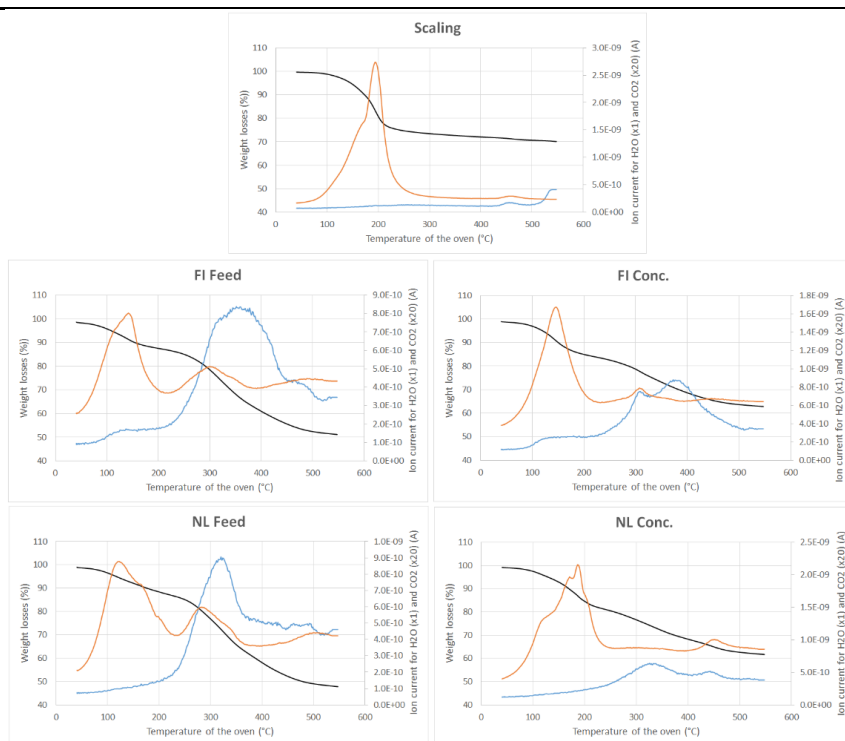 Scaling
110
100
90
80
70
60
50
40
Weight losses (%))
3.0E-09
2.5E-09
2.0E-09
1.5E-09
1.0E-09
5.0E-10
0.0E+00
Ion current for H2O (x1) and CO2 (x20) (A)
0 100 200 300 400 500 600
Temperature of the oven (°C)
FI Feed
110
100
90
80
70
60
50
40
Weight losses (%))
9.0E-10
8.0E-10
7.0E-10
6.0E-10
5.0E-10
4.0E-10
3.0E-10
2.0E-10
1.0E-10
0.0E+00
Ion current for H2O (x1) and CO2 (x20) (A)
0 100 200 300 400 500 600
Temperature of the oven (°C)
FI Conc.
110
100
90
80
70
60
50
40
Weight losses (%))
1.8E-09
1.6E-09
1.4E-09
1.2E-09
1.0E-09
8.0E-10
6.0E-10
4.0E-10
2.0E-10
0.0E+00
Ion current for H2O (x1) and CO2 (x20) (A)
0 100 200 300 400 500 600
Temperature of the oven (°C)
NL Feed
110
100
90
80
70
60
50
40
Weight losses (%))
1.0E-09
9.0E-10
8.0E-10
7.0E-10
6.0E-10
5.0E-10
4.0E-10
3.0E-10
2.0E-10
1.0E-10
0.0E+00
Ion current for H2O (x1) and CO2 (x20) (A)
0 100 200 300 400 500 600
Temperature of the oven (°C)
NL Conc.
110
100
90
80
70
60
50
40
Weight losses (%))
2.5E-09
2.0E-09
1.5E-09
1.0E-09
5.0E-10
0.0E+00
Ion current for H2O (x1) and CO2 (x20) (A)
0 100 200 300 400 500 600
Temperature of the oven (°C)